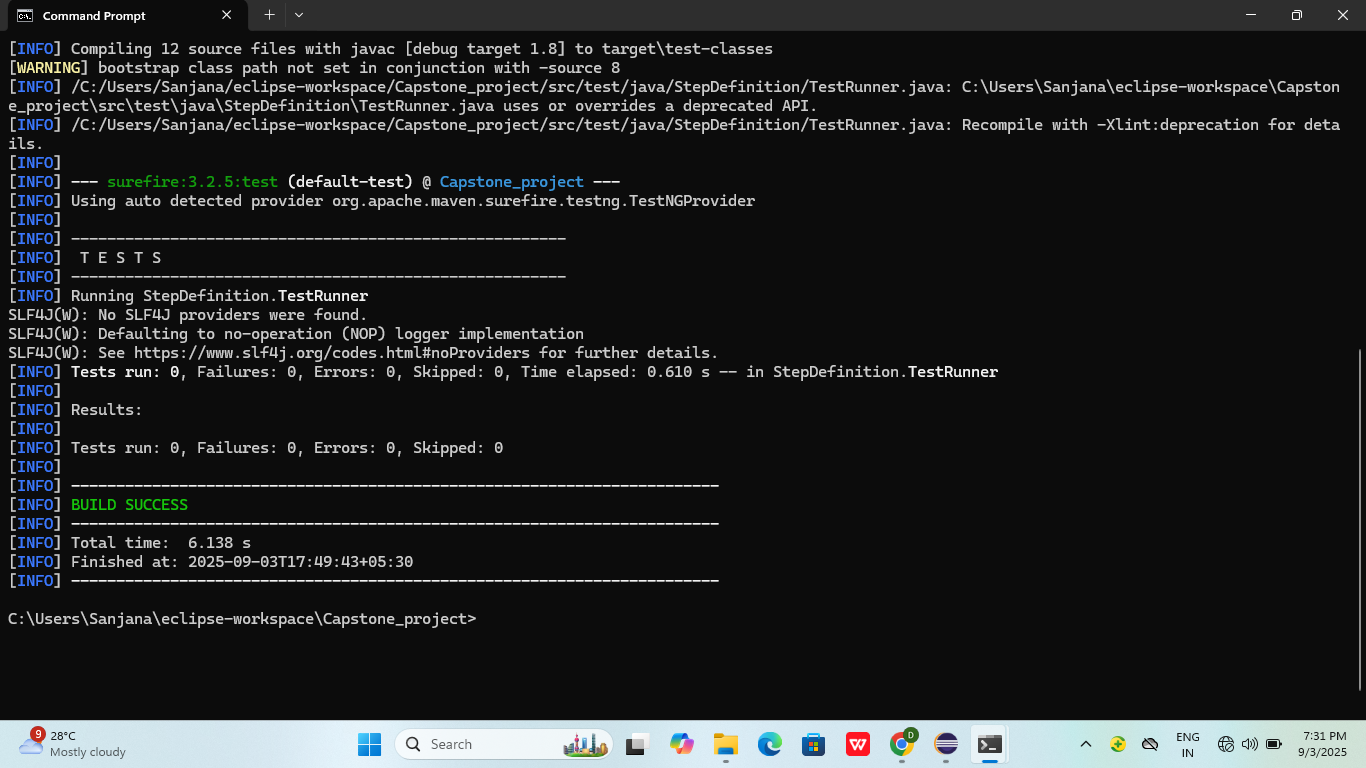 Command Prompt
[INFO] Compiling 12 source files with javac [debug target 1.8] to target\test-classes
[WARNING] bootstrap class path not set in conjunction with -source 8
[INFO] /C:/Users/Sanjana/eclipse-workspace/Capstone_project/src/test/java/StepDefinition/TestRunner.java: C:\Users\Sanjana\eclipse-workspace\Capston
e_project\src\test\java\StepDefinition\TestRunner.java uses or overrides a deprecated API.
[INFO] /C:/Users/Sanjana/eclipse-workspace/Capstone_project/src/test/java/StepDefinition/TestRunner.java: Recompile with -Xlint:deprecation for deta
ils.
[INFO]
[INFO] --- surefire:3.2.5:test (default-test) @ Capstone_project ---
[INFO] Using auto detected provider org.apache.maven.surefire.testng.TestNGProvider
[INFO]
[INFO] -------------------------------------------------------
[INFO]  T E S T S
[INFO] -------------------------------------------------------
[INFO] Running StepDefinition.TestRunner
SLF4J(W): No SLF4J providers were found.
SLF4J(W): Defaulting to no-operation (NOP) logger implementation
SLF4J(W): See https://www.slf4j.org/codes.html#noProviders for further details.
[INFO] Tests run: 0, Failures: 0, Errors: 0, Skipped: 0, Time elapsed: 0.610 s -- in StepDefinition.TestRunner
[INFO]
[INFO] Results:
[INFO]
[INFO] Tests run: 0, Failures: 0, Errors: 0, Skipped: 0
[INFO]
[INFO] ------------------------------------------------------------------------
[INFO] BUILD SUCCESS
[INFO] ------------------------------------------------------------------------
[INFO] Total time:  6.138 s
[INFO] Finished at: 2025-09-03T17:49:43+05:30
[INFO] ------------------------------------------------------------------------
C:\Users\Sanjana\eclipse-workspace\Capstone_project>
9
28°C
Mostly cloudy
Search
W
D
ENG
IN
7:31 PM
9/3/2025